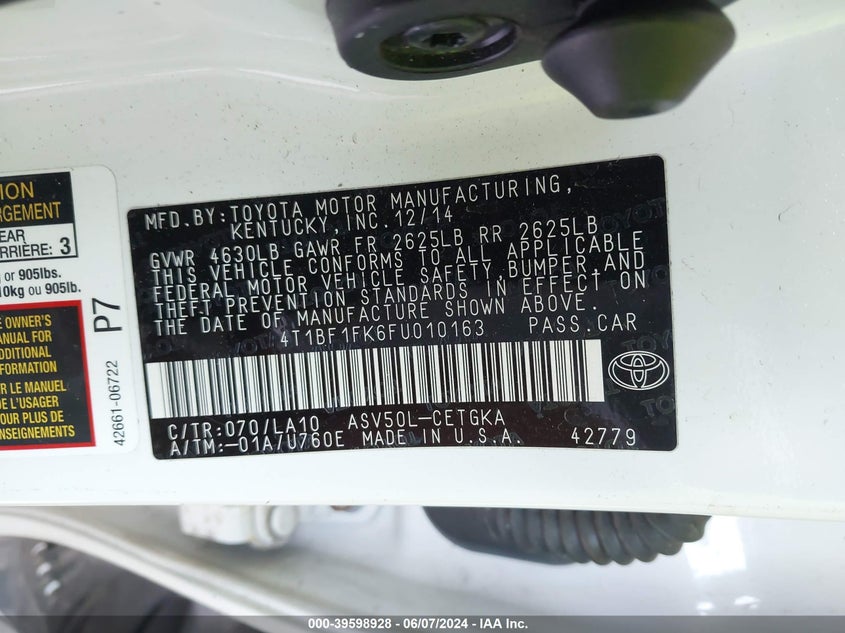 MFD.BY:TOYOTA MOTOR MANUFACTURING,
KENTUCKY,INC.12/14
GVWR 4630LB GAWR FR 2625LB RR 2625LB
THIS VEHICLE CONFORMS TO ALL APPLICABLE
FEDERAL MOTOR VEHICLE SAFETY,BUMPER,AND
THEFT PREVENTION STANDARDS IN EFFECT ON
THE DATE OF MANUFACTURE SHOWN ABOVE.
4T1BF1FK6FU010163 PASS.CAR
C/TR:070/LA10 ASV50L-CETGKA
A/TM:-01A/U760E MADE IN U.S.A. 42779
ION
RGEMENT
EAR
RRIÈRE: 3
g or 905lbs.
10kg ou 905lb.
E OWNER'S
ANUAL FOR
DDITIONAL
FORMATION
ER LE MANUEL
E L'USAGER
OUR PLUS DE
NSEIGNEMENTS
P7
42661-06722
000-39598928 - 06/07/2024 - IAA Inc.